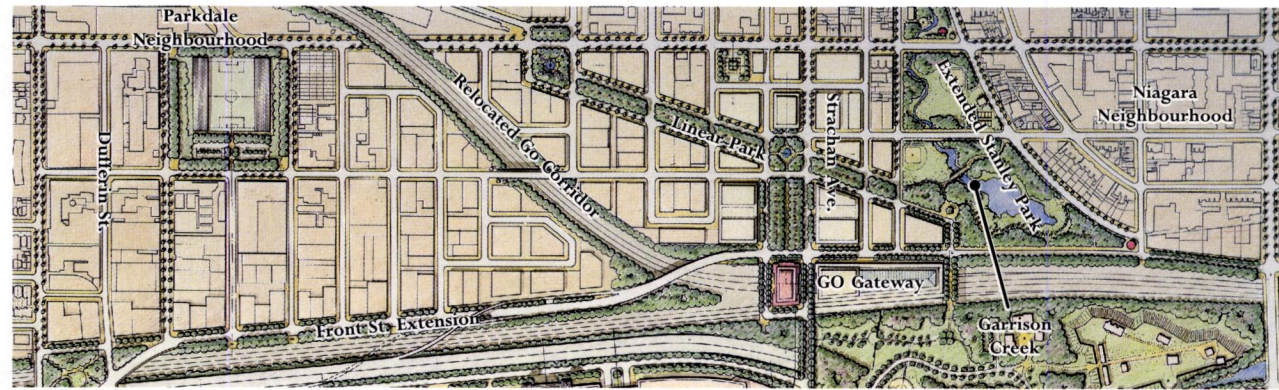 Parkdale
Neighbourhood
Dufferin St.
Relocated Go Corridor
Linear Park
Strachan Ave.
Extended Stanley Park
Niagara
Neighbourhood
GO Gateway
Front St. Extension
Garrison
Creek